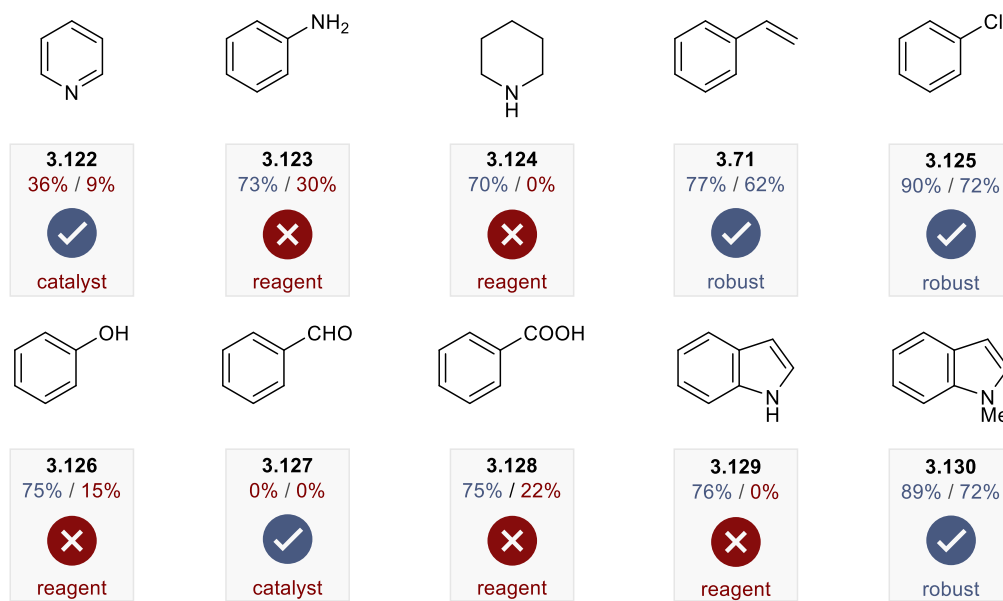 N
NH₂
N
H
Cl
3.122
36% / 9%
catalyst
3.123
73% / 30%
reagent
3.124
70% / 0%
reagent
3.71
77% / 62%
robust
3.125
90% / 72%
robust
OH
CHO
COOH
N
H
N
Me
3.126
75% / 15%
reagent
3.127
0% / 0%
catalyst
3.128
75% / 22%
reagent
3.129
76% / 0%
reagent
3.130
89% / 72%
robust